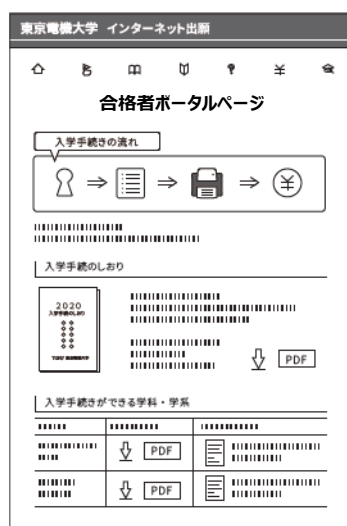 東京電機大学 インターネット出願
¥
合格者ポータルページ
入学手続きの流れ
¥
入学手続のしおり
2020
入学手続のしおり
PDF
入学手続きができる学科・学系
PDF
PDF